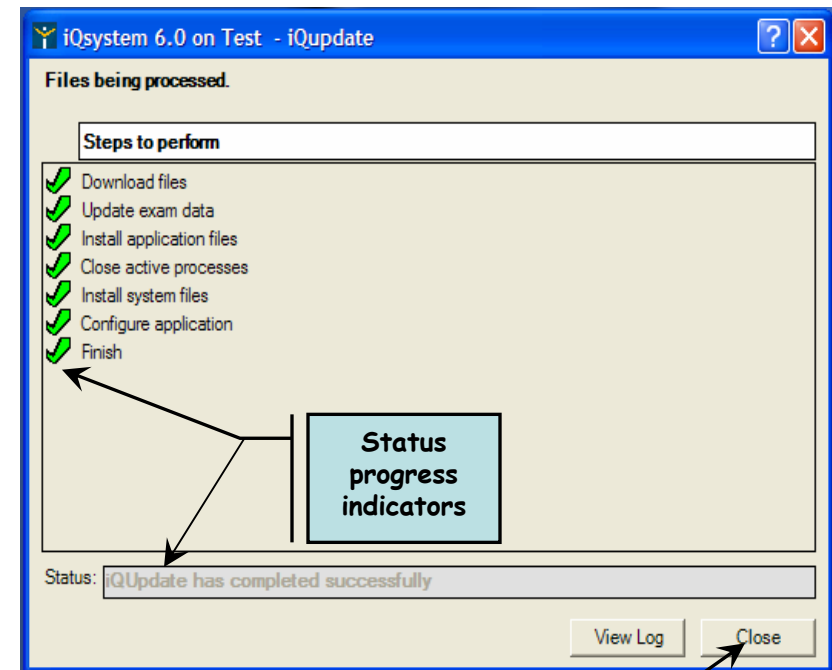 iQsystem 6.0 on Test - iQupdate
Files being processed.
Steps to perform
Download files
Update exam data
Install application files
Close active processes
Install system files
Configure application
Finish
Status
progress
indicators
Status: iQUpdate has completed successfully
View Log Close